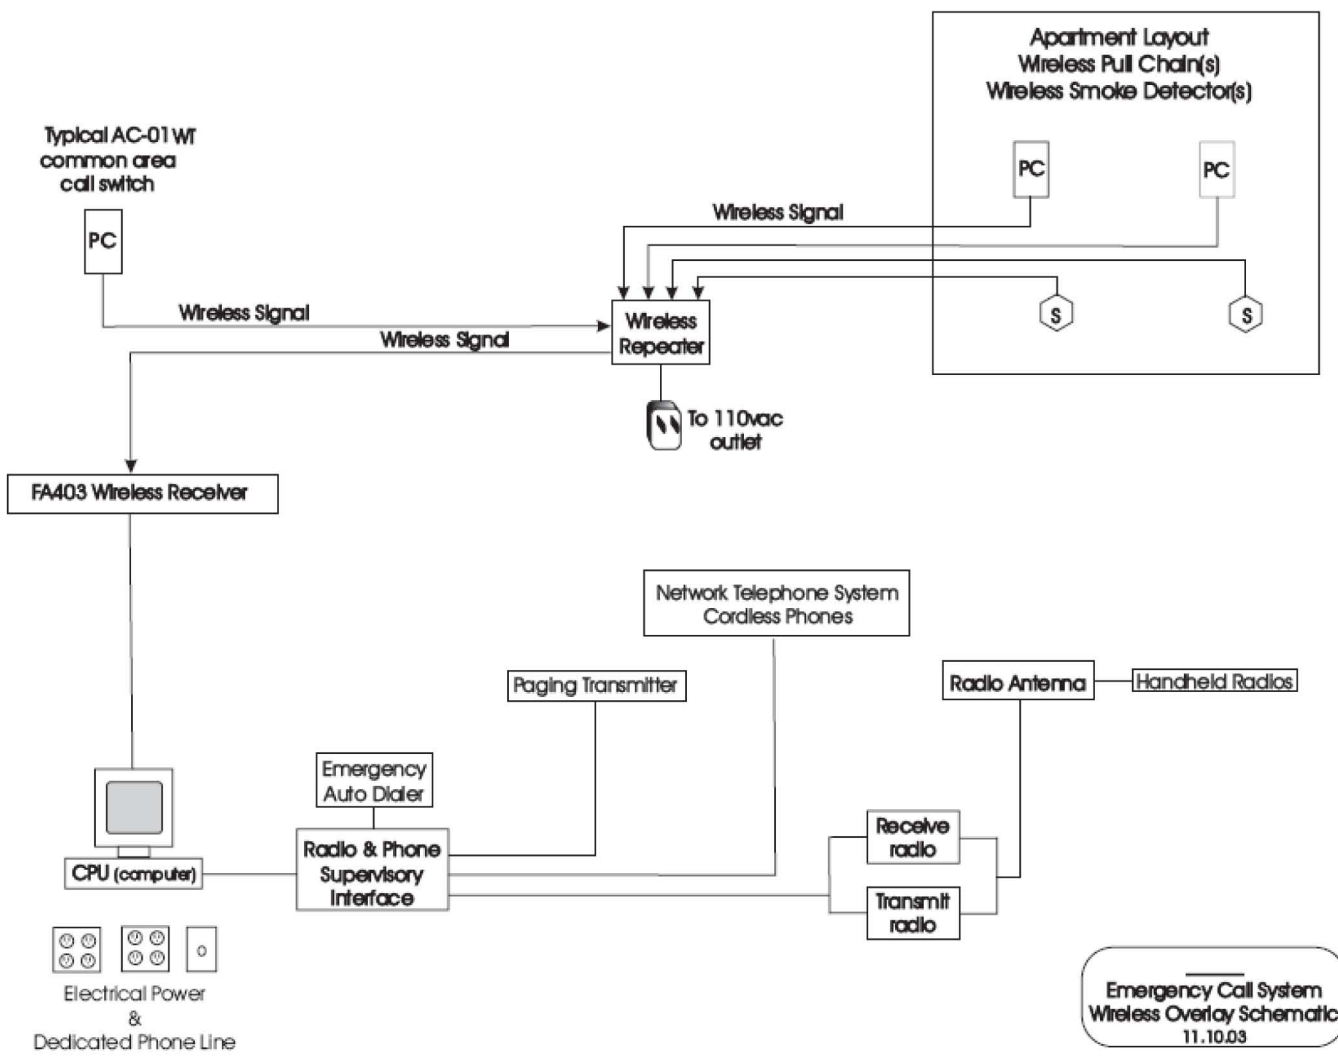 Apartment Layout
Wireless Pull Chain(s)
Wireless Smoke Detector(s)
Typical AC-01 WT
common area
call switch
PC
PC
PC
Wireless Signal
Wireless Signal
Wireless Signal
Wireless
Repeater
S
S
To 110vac
outlet
FA403 Wireless Receiver
Network Telephone System
Cordless Phones
Paging Transmitter
Radio Antenna
Handheld Radios
Emergency
Auto Dialer
Receive
radio
Radio & Phone
Supervisory
Interface
CPU (computer)
Transmit
radio
Electrical Power
&
Dedicated Phone Line
Emergency Call System
Wireless Overlay Schematic
11.10.03